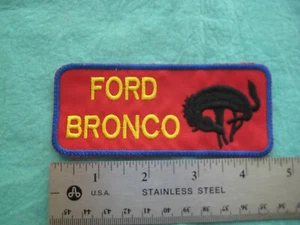 FORD
BRONCO
1 2 3 4 5
U.S.A. STAINLESS STEEL